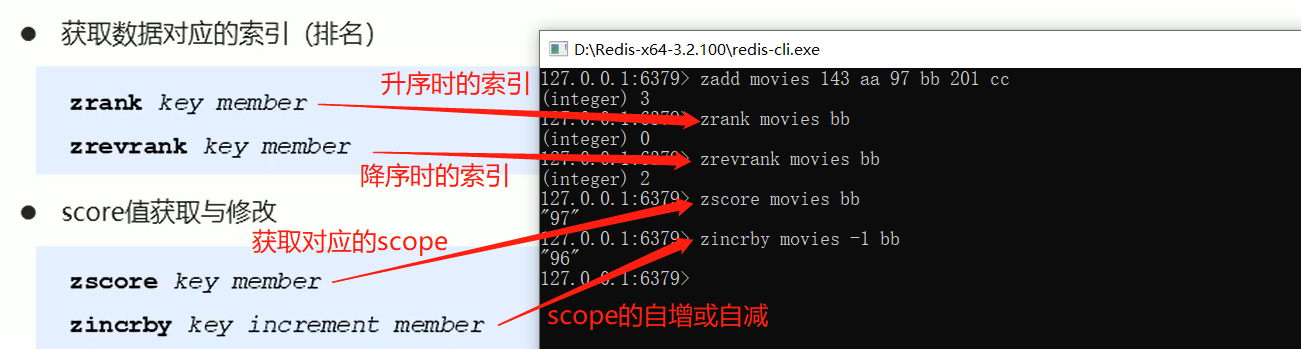 ● 获取数据对应的索引（排名）
zrank key member
zrevrank key member
● score值获取与修改
zscore key member
zincrby key increment member
升序时的索引
降序时的索引
获取对应的scope
scope的自增或自减
D:\Redis-x64-3.2.100\redis-cli.exe
127.0.0.1:6379> zadd movies 143 aa 97 bb 201 cc
(integer) 3
127.0.0.1:6379> zrank movies bb
(integer) 0
127.0.0.1:6379> zrevrank movies bb
(integer) 2
127.0.0.1:6379> zscore movies bb
"97"
127.0.0.1:6379> zincrby movies -1 bb
"96"
127.0.0.1:6379>